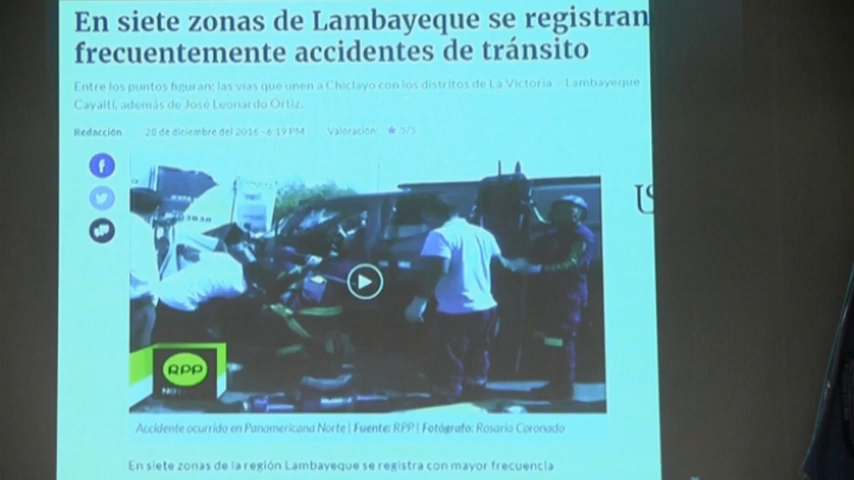 En siete zonas de Lambayeque se registran
frecuentemente accidentes de tránsito
Entre los puntos figuran: las vías que unen a Chiclayo con los distritos de La Victoria - Lambayeque
Cayaltí, además de José Leonardo Ortiz.
Redacción 28 de diciembre del 2016 - 6:19 PM Valoración: ★ 5/5
RPP
Accidente ocurrido en Panamericana Norte | Fuente: RPP | Fotógrafo: Rosario Coronado
En siete zonas de la región Lambayeque se registra con mayor frecuencia